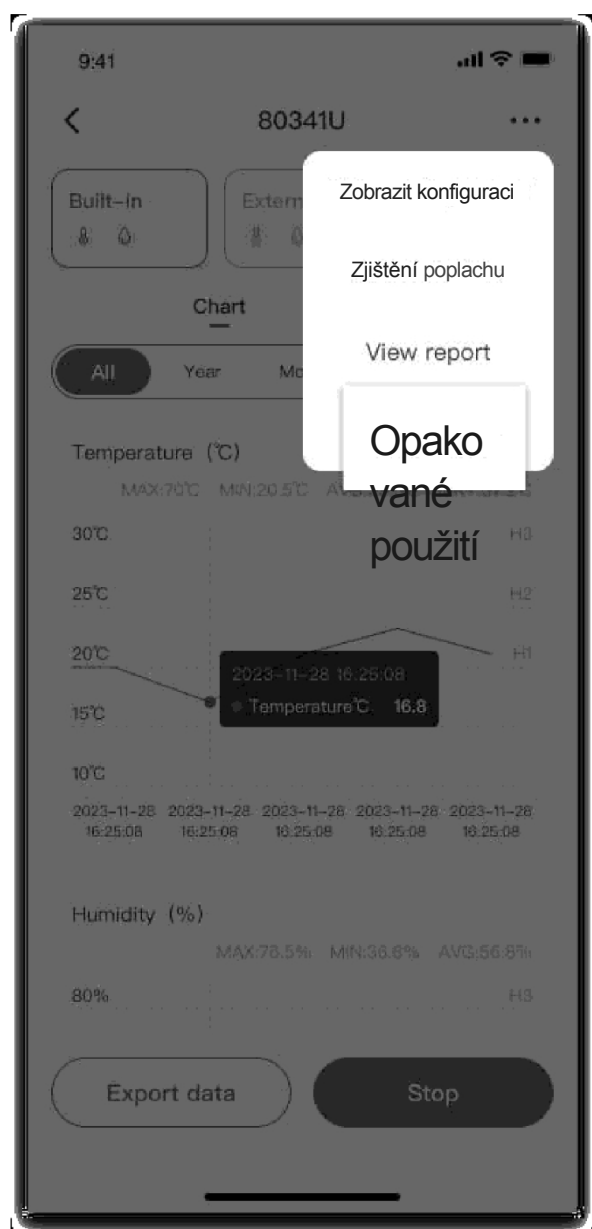 9:41
80341U
Built-in
Extern
Zobrazit konfiguraci
Zjištění poplachu
View report
Opako
vané
použití
Chart
All Year Mo
Temperature (℃)
MAX:70℃ MIN:20.5℃
30℃ H3
25℃ H2
20℃ H1
2023-11-28 16:25:08
Temperature℃ 16.8
15℃
10℃
2023-11-28 2023-11-28 2023-11-28 2023-11-28 2023-11-28
16:25:08 16:25:08 16:25:08 16:25:08 16:25:08
Humidity (%)
MAX:76.5% MIN:36.6% AVG:56.8%
80% H3
Export data Stop